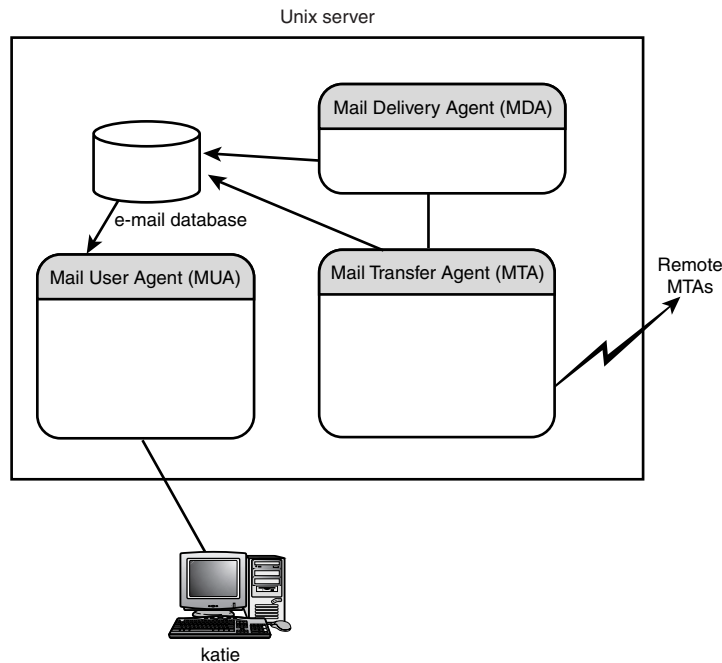 Unix server
Mail Delivery Agent (MDA)
e-mail database
Mail User Agent (MUA)
Mail Transfer Agent (MTA)
Remote
MTAs
katie